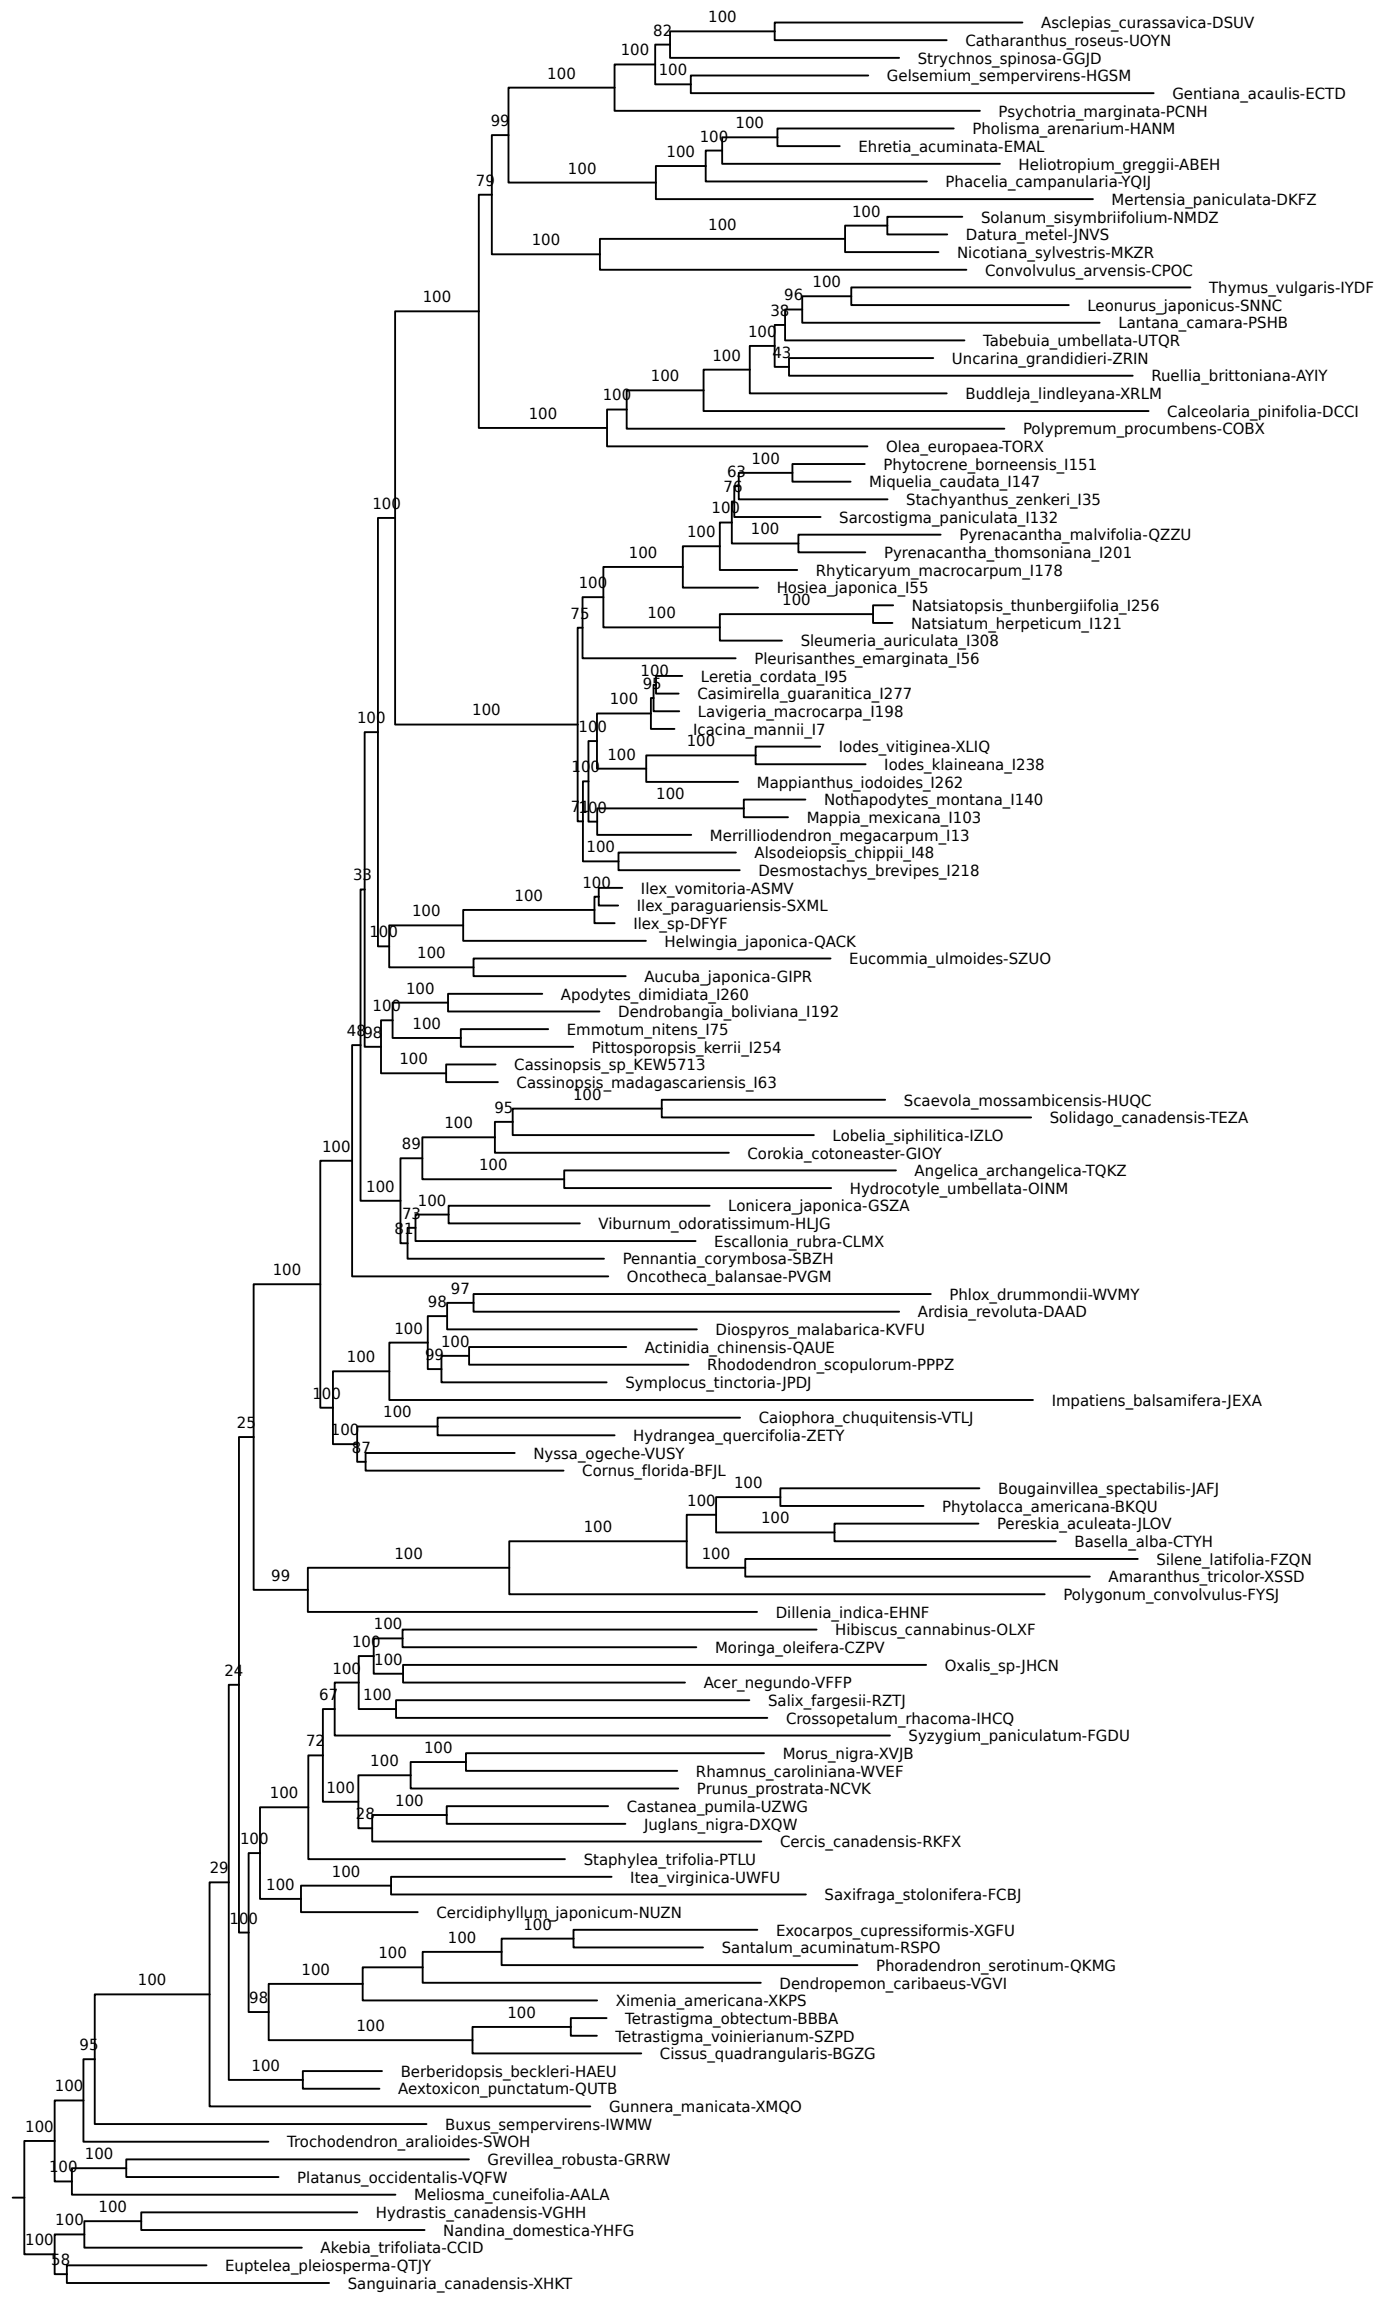 100 Asclepias_curassavica-DSUV
82 Catharanthus_roseus-UOYN
100 Strychnos_spinosa-GGJD
100 100 Gelsemium_sempervirens-HGSM
Gentiana_acaulis-ECTD
Psychotria_marginata-PCNH
99 100 Pholisma_arenarium-HANM
100 Ehretia_acuminata-EMAL
100 Heliotropium_greggii-ABEH
79 100 Phacelia_campanularia-YQIJ
Mertensia_paniculata-DKFZ
100 Solanum_sisymbriifolium-NMDZ
100 100 Datura_metel-JNVS
Nicotiana_sylvestris-MKZR
Convolvulus_arvensis-CPOC
100 100 Thymus_vulgaris-IYDF
96 Leonurus_japonicus-SNNC
38 Lantana_camara-PSHB
100 Tabebuia_umbellata-UTQR
100 43 Uncarina_grandidieri-ZRIN
100 Ruellia_brittoniana-AYIY
100 Buddleja_lindleyana-XRLM
100 Calceolaria_pinifolia-DCCI
Polypremum_procumbens-COBX
Olea_europaea-TORX
100 Phytocrene_borneensis_I151
63 Miquelia_caudata_I147
76 Stachyanthus_zenkeri_I35
100 100 Sarcostigma_paniculata_I132
100 100 Pyrenacantha_malvifolia-QZZU
100 Pyrenacantha_thomsoniana_I201
Rhyticaryum_macrocarpum_I178
100 Hosiea_japonica_I55
100 Natsiatopsis_thunbergiifolia_I256
75 100 Natsiatum_herpeticum_I121
Sleumeria_auriculata_I308
Pleurisanthes_emarginata_I56
100 Leretia_cordata_I95
95 Casimirella_guaranitica_I277
100 100 Lavigeria_macrocarpa_I198
100 100 Icacina_mannii_I7
100 Iodes_vitiginea-XLIQ
100 100 Iodes_klaineana_I238
Mappianthus_iodoides_I262
71 100 100 Nothapodytes_montana_I140
Mappia_mexicana_I103
Merrilliodendron_megacarpum_I13
100 Alsodeiopsis_chippii_I48
33 Desmostachys_brevipes_I218
100 Ilex_vomitoria-ASMV
100 Ilex_paraguariensis-SXML
100 Ilex_sp-DFYF
100 Helwingia_japonica-QACK
100 Eucommia_ulmoides-SZUO
Aucuba_japonica-GIPR
100 Apodytes_dimidiata_I260
100 Dendrobangia_boliviana_I192
48 98 100 Emmotum_nitens_I75
Pittosporopsis_kerrii_I254
100 Cassinopsis_sp_KEW5713
Cassinopsis_madagascariensis_I63
100 Scaevola_mossambicensis-HUQC
95 Solidago_canadensis-TEZA
100 Lobelia_siphilitica-IZLO
100 89 Corokia_cotoneaster-GIOY
100 Angelica_archangelica-TQKZ
100 Hydrocotyle_umbellata-OINM
100 Lonicera_japonica-GSZA
73 Viburnum_odoratissimum-HLJG
81 Escallonia_rubra-CLMX
Pennantia_corymbosa-SBZH
100 Oncotheca_balansae-PVGM
97 Phlox_drummondii-WVMY
98 Ardisia_revoluta-DAAD
100 Diospyros_malabarica-KVFU
100 Actinidia_chinensis-QAUE
100 99 Rhododendron_scopulorum-PPPZ
Symplocus_tinctoria-JPDJ
100 Impatiens_balsamifera-JEXA
25 100 Caiophora_chuquitensis-VTLJ
100 Hydrangea_quercifolia-ZETY
87 Nyssa_ogeche-VUSY
Cornus_florida-BFJL
100 Bougainvillea_spectabilis-JAFJ
100 Phytolacca_americana-BKQU
100 100 Pereskia_aculeata-JLOV
Basella_alba-CTYH
100 100 Silene_latifolia-FZQN
99 Amaranthus_tricolor-XSSD
Polygonum_convolvulus-FYSJ
Dillenia_indica-EHNF
100 Hibiscus_cannabinus-OLXF
100 Moringa_oleifera-CZPV
24 100 100 Oxalis_sp-JHCN
Acer_negundo-VFFP
67 100 Salix_fargesii-RZTJ
Crossopetalum_rhacoma-IHCQ
72 Syzygium_paniculatum-FGDU
100 Morus_nigra-XVJB
100 Rhamnus_caroliniana-WVEF
100 100 Prunus_prostrata-NCVK
28 100 Castanea_pumila-UZWG
Juglans_nigra-DXQW
100 Cercis_canadensis-RKFX
29 Staphylea_trifolia-PTLU
100 Itea_virginica-UWFU
100 Saxifraga_stolonifera-FCBJ
100 Cercidiphyllum_japonicum-NUZN
100 Exocarpos_cupressiformis-XGFU
100 Santalum_acuminatum-RSPO
100 Phoradendron_serotinum-QKMG
100 100 Dendropemon_caribaeus-VGVI
98 Ximenia_americana-XKPS
100 Tetrastigma_obtectum-BBBA
100 Tetrastigma_voinierianum-SZPD
95 Cissus_quadrangularis-BGZG
100 Berberidopsis_beckleri-HAEU
100 Aextoxicon_punctatum-QUTB
Gunnera_manicata-XMQO
100 Buxus_sempervirens-IWMW
Trochodendron_aralioides-SWOH
100 100 Grevillea_robusta-GRRW
Platanus_occidentalis-VQFW
Meliosma_cuneifolia-AALA
100 Hydrastis_canadensis-VGHH
100 Nandina_domestica-YHFG
100 Akebia_trifoliata-CCID
58 Euptelea_pleiosperma-QTJY
Sanguinaria_canadensis-XHKT